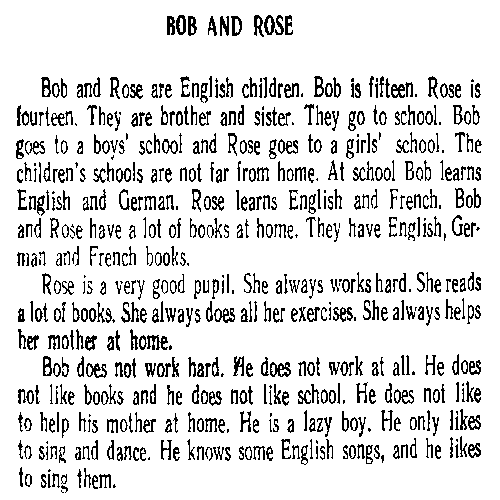 BOB AND ROSE
Bob and Rose are English children. Bob is fifteen. Rose is
fourteen. They are brother and sister. They go to school. Bob
goes to a boys' school and Rose goes to a girls' school. The
children's schools are not far from home. At school Bob learns
English and German. Rose learns English and French. Bob
and Rose have a lot of books at home. They have English, Ger-
man and French books.
Rose is a very good pupil. She always works hard. She reads
a lot of books. She always does all her exercises. She always helps
her mother at home.
Bob does not work hard. He does not work at all. He does
not like books and he does not like school. He does not like
to help his mother at home. He is a lazy boy. He only likes
to sing and dance. He knows some English songs, and he likes
to sing them.